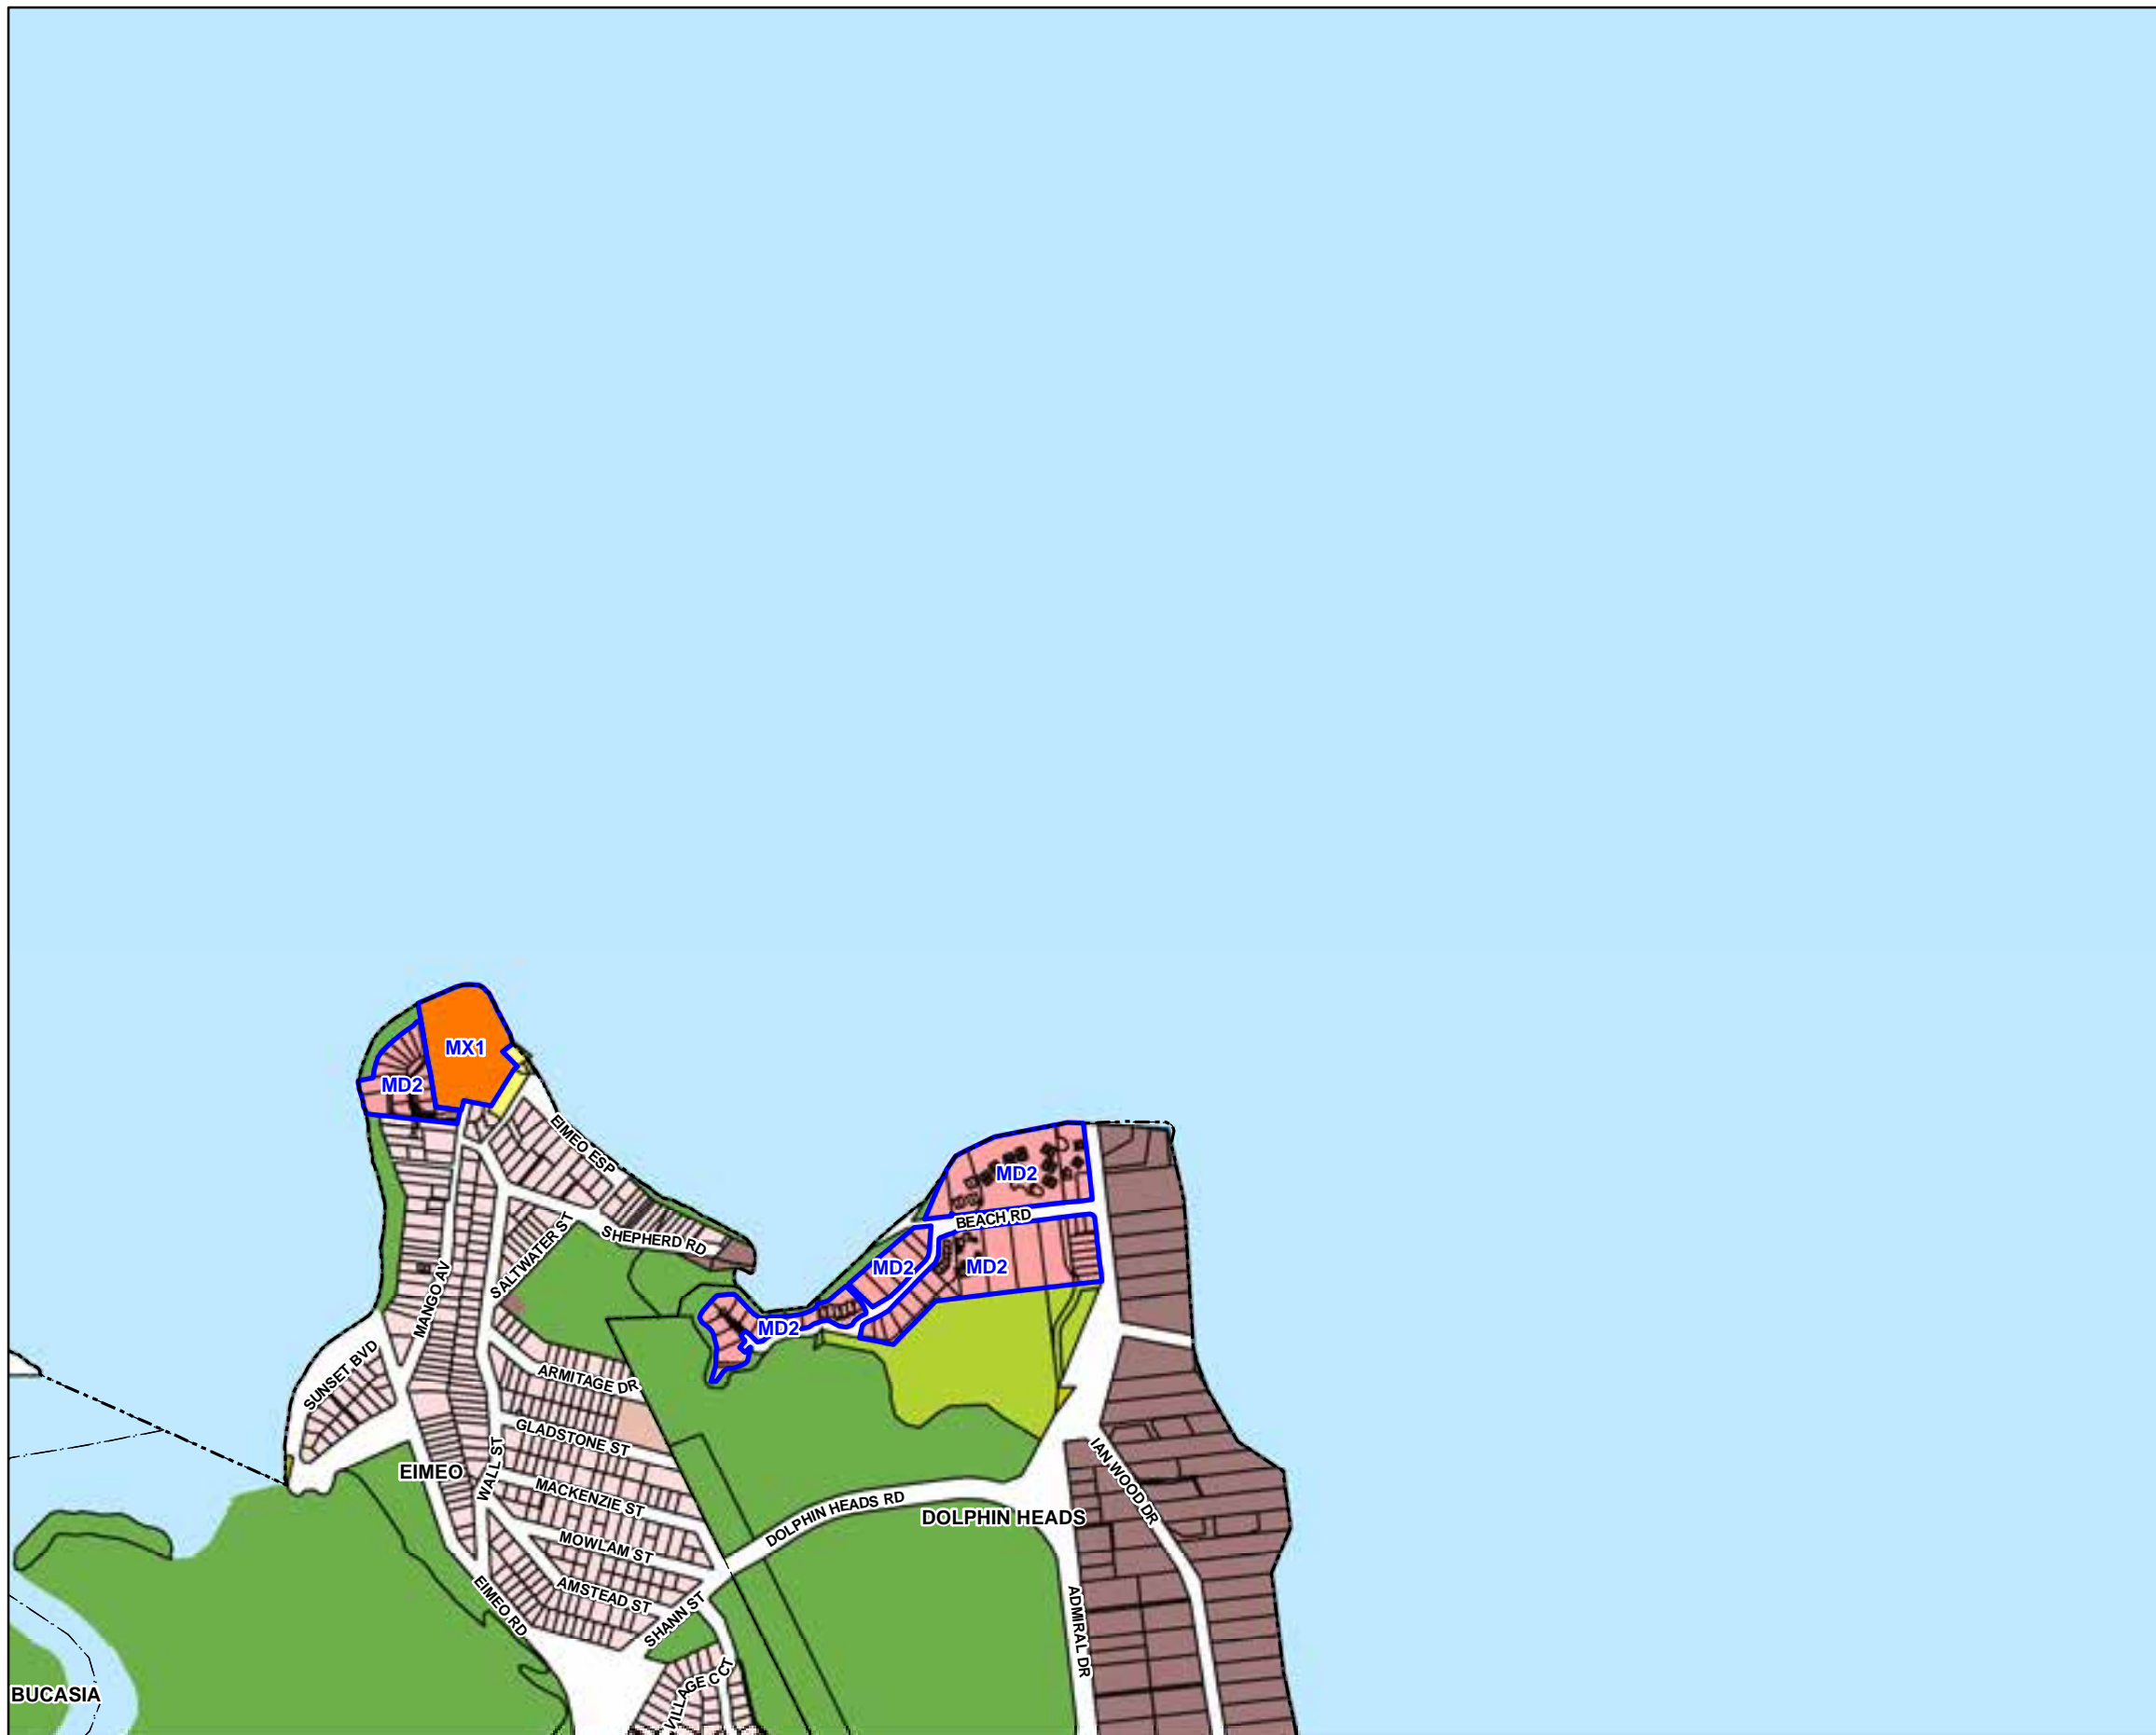 MX1
MD2
EIMEO ESP
MD2
BEACH RD
SHEPHERD RD
SALTWATER ST
MD2
MD2
MANGO AV
MD2
SUNSET BVD
ARMITAGE DR
GLADSTONE ST
EIMEO
WALL ST
MACKENZIE ST
IAN WOOD DR
DOLPHIN HEADS RD
DOLPHIN HEADS
MOWLAM ST
AMSTEAD ST
EIMEO RD
SHANN ST
ADMIRAL DR
VILLAGE CCT
BUCASIA